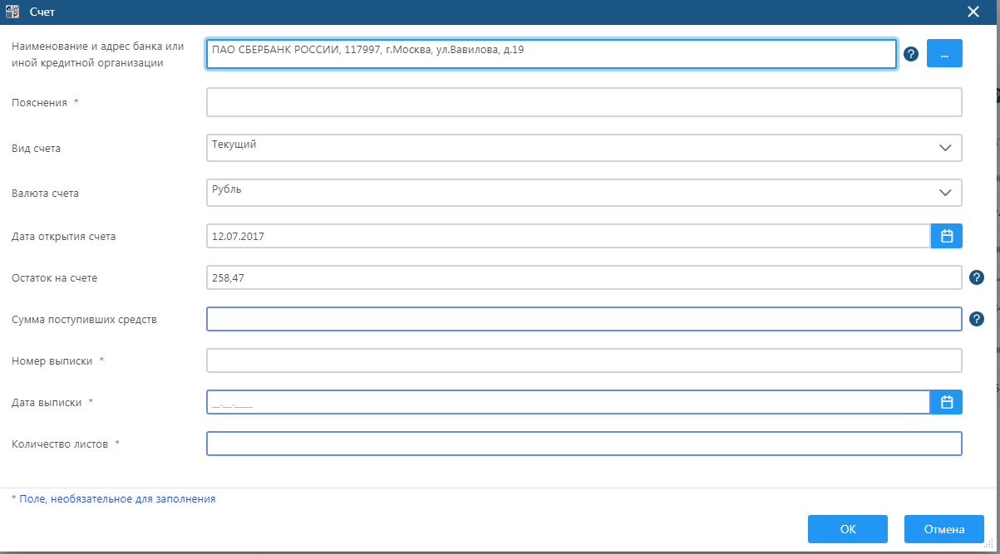 Счет
Наименование и адрес банка или
иной кредитной организации
ПАО СБЕРБАНК РОССИИ, 117997, г.Москва, ул.Вавилова, д.19
?
...
Пояснения *
Вид счета
Текущий
Валюта счета
Рубль
Дата открытия счета
12.07.2017
Остаток на счете
258,47
?
Сумма поступивших средств
?
Номер выписки *
Дата выписки *
__.__.____
Количество листов *
* Поле, необязательное для заполнения
ОК
Отмена